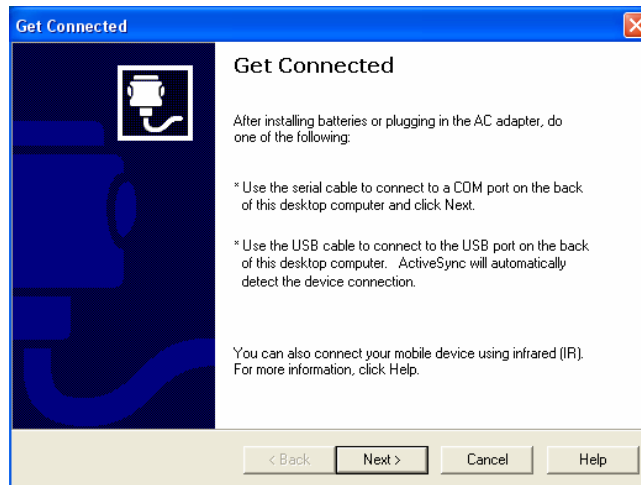 Get Connected
Get Connected
After installing batteries or plugging in the AC adapter, do
one of the following:
* Use the serial cable to connect to a COM port on the back
of this desktop computer and click Next.
* Use the USB cable to connect to the USB port on the back
of this desktop computer.   ActiveSync will automatically
detect the device connection.
You can also connect your mobile device using infrared (IR).
For more information, click Help.
< Back   Next >   Cancel   Help